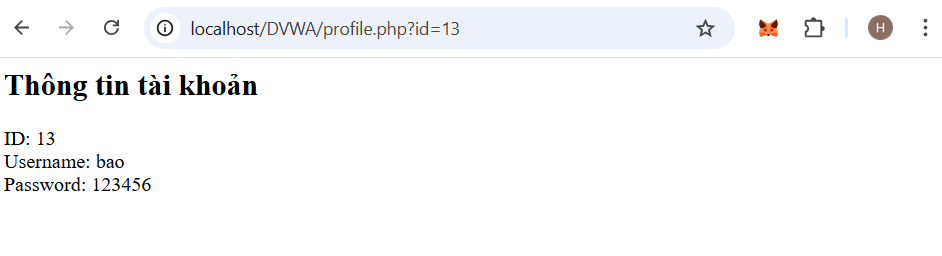 localhost/DVWA/profile.php?id=13
H
Thông tin tài khoản
ID: 13
Username: bao
Password: 123456